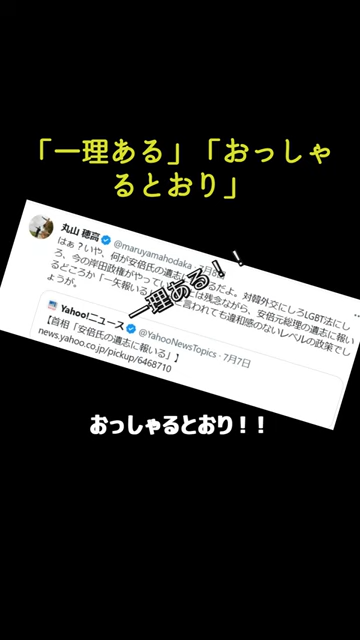 「一理ある」「おっしゃ
るとおり」
丸山 穂高 @maruyamahodaka
はぁ？いや、何が安倍氏の遺志に
るだよ。対韓外交にしろLGBT法にし
ろ、今の岸田政権がやって
は残念ながら、安倍元総理の遺志に報い
るどころか「一矢報いる
言われても違和感のないレベルの政策でし
ょうが。
一理ある！！
Yahoo!ニュース @YahooNewsTopics · 7月7日
【首相「安倍氏の遺志に報いる」】
news.yahoo.co.jp/pickup/6468710
おっしゃるとおり！！